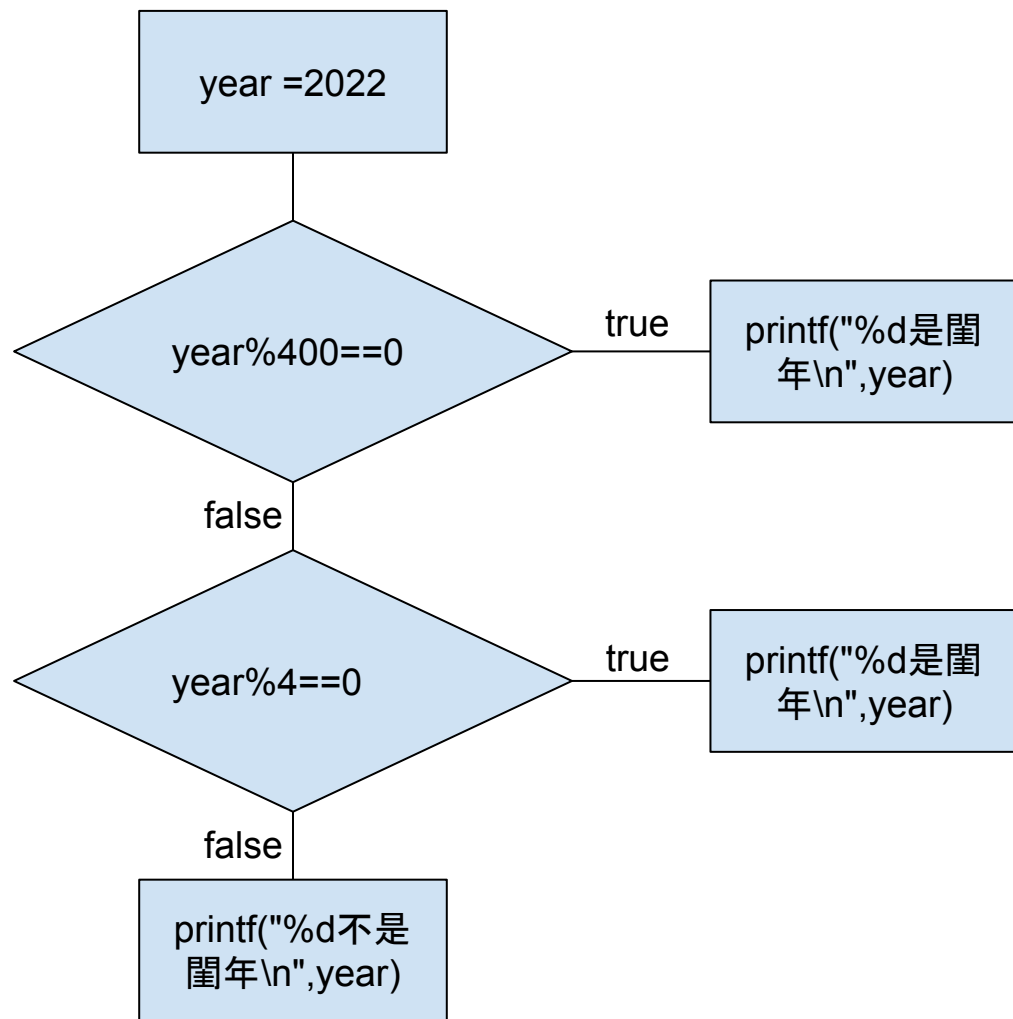 year =2022
year%400==0
true
printf("%d是閏
年\n",year)
false
year%4==0
true
printf("%d是閏
年\n",year)
false
printf("%d不是
閏年\n",year)